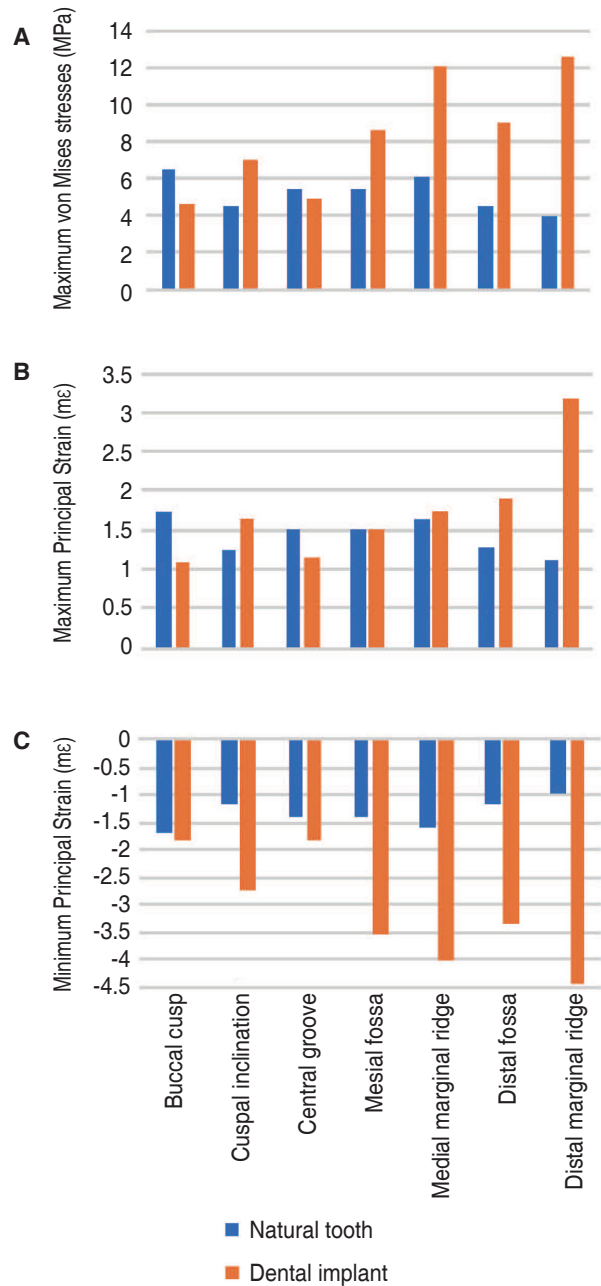 A
Maximum von Mises stresses (MPa)
14
12
10
8
6
4
2
0
B
Maximum Principal Strain (mε)
3.5
3
2.5
2
1.5
1
0.5
0
C
Minimum Principal Strain (mε)
0
-0.5
-1
-1.5
-2
-2.5
-3
-3.5
-4
-4.5
Buccal cusp
Cuspal inclination
Central groove
Mesial fossa
Medial marginal ridge
Distal fossa
Distal marginal ridge
Natural tooth
Dental implant